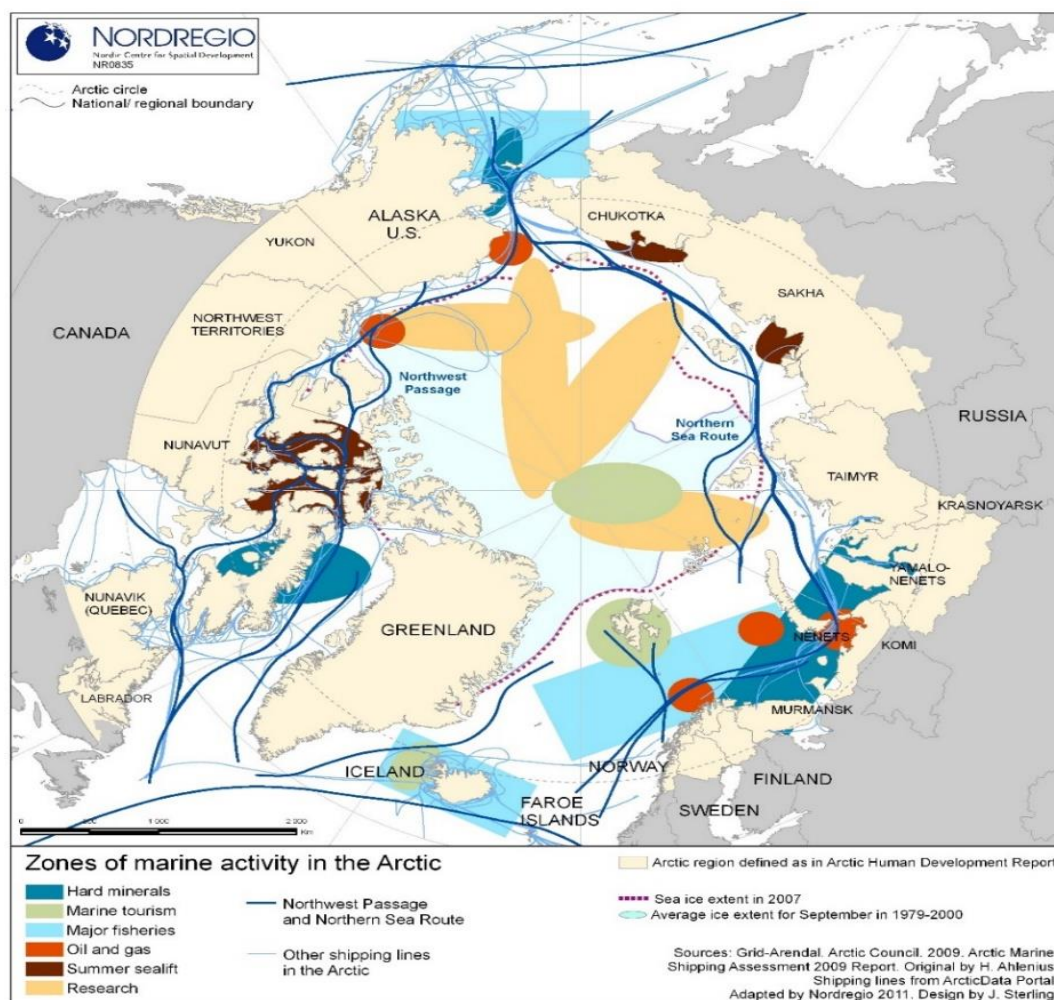 NORDREGIO
Nordic Centre for Spatial Development
NR0835
Arctic circle
National/ regional boundary
ALASKA
U.S.
YUKON
CHUKOTKA
SAKHA
CANADA
NORTHWEST
TERRITORIES
Northwest
Passage
Northern
Sea Route
RUSSIA
NUNAVUT
TAIMYR
KRASNOYARSK
YAMALO-
NENETS
NUNAVIK
(QUEBEC)
GREENLAND
NENETS
KOMI
LABRADOR
MURMANSK
ICELAND
NORWAY
FINLAND
FAROE
ISLANDS
SWEDEN
0
1 000
2 000
Km
Zones of marine activity in the Arctic
Hard minerals
Marine tourism
Major fisheries
Oil and gas
Summer sealift
Research
Northwest Passage
and Northern Sea Route
Other shipping lines
in the Arctic
Arctic region defined as in Arctic Human Development Report
Sea ice extent in 2007
Average ice extent for September in 1979-2000
Sources: Grid-Arendal. Arctic Council. 2009. Arctic Marine
Shipping Assessment 2009 Report. Original by H. Ahlenius
Shipping lines from ArcticData Portal
Adapted by Nordregio 2011, Design by J. Sterling